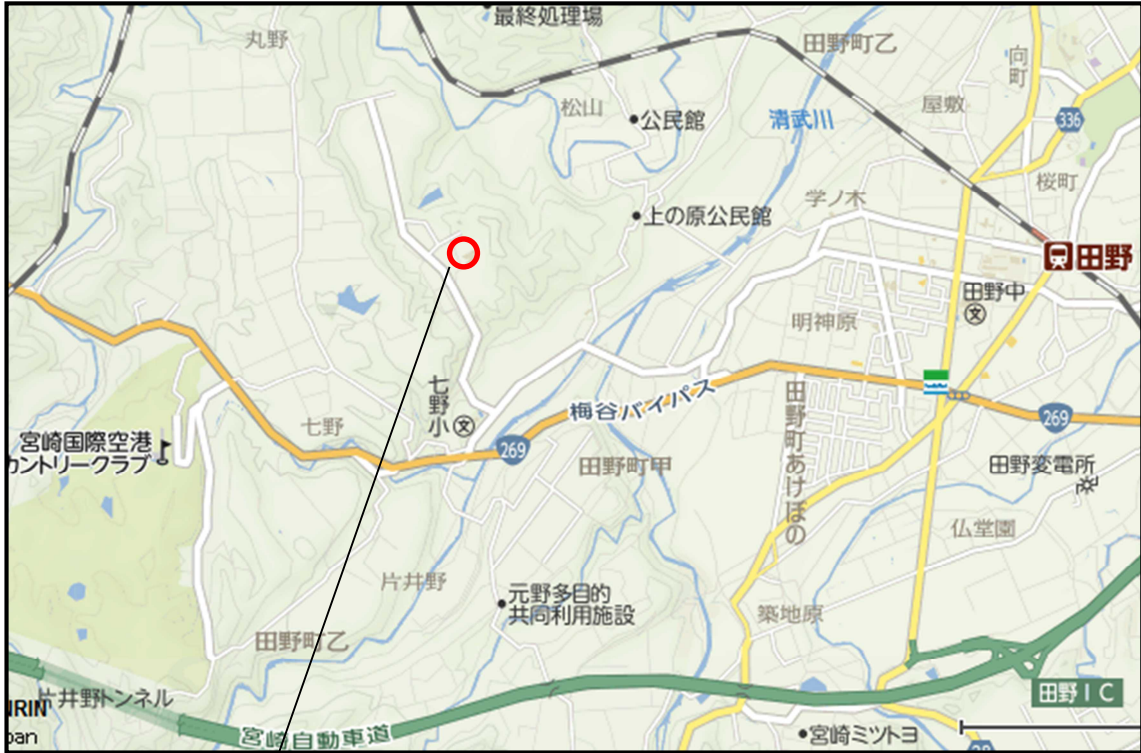 最終処理場
丸野
田野町乙
向町
松山
公民館
清武川
屋敷
336
桜町
学ノ木
上の原公民館
田野
田野中
文
明神原
七野小
文
梅谷バイパス
田野町あけぼの
269
七野
宮崎国際空港
カントリークラブ
269
田野町甲
田野変電所
仏堂園
片井野
元野多目的
共同利用施設
築地原
田野町乙
片井野トンネル
田野IC
NRIN
pan
宮崎自動車道
宮崎ミツトヨ